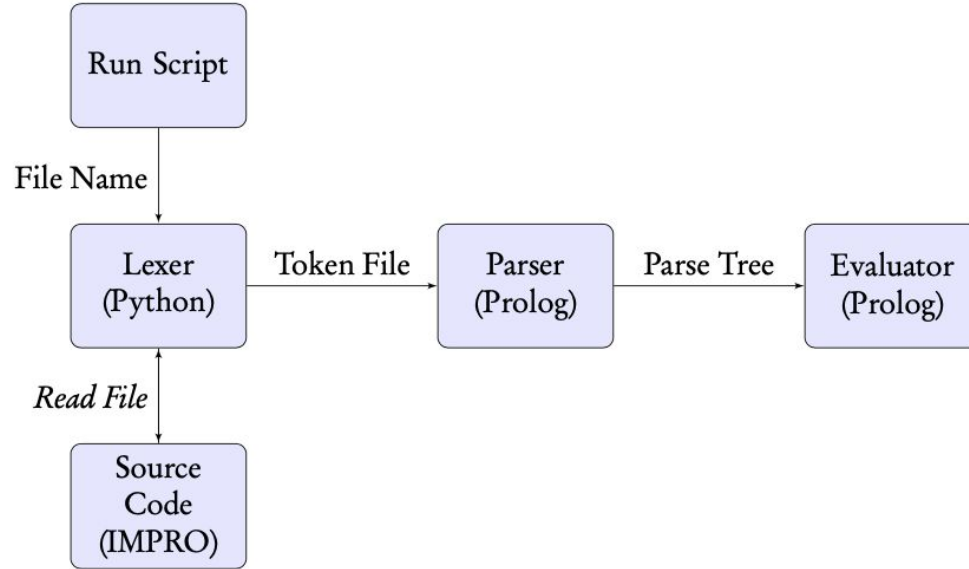 Run Script
File Name
Lexer
(Python)
Token File
Parser
(Prolog)
Parse Tree
Evaluator
(Prolog)
Read File
Source
Code
(IMPRO)